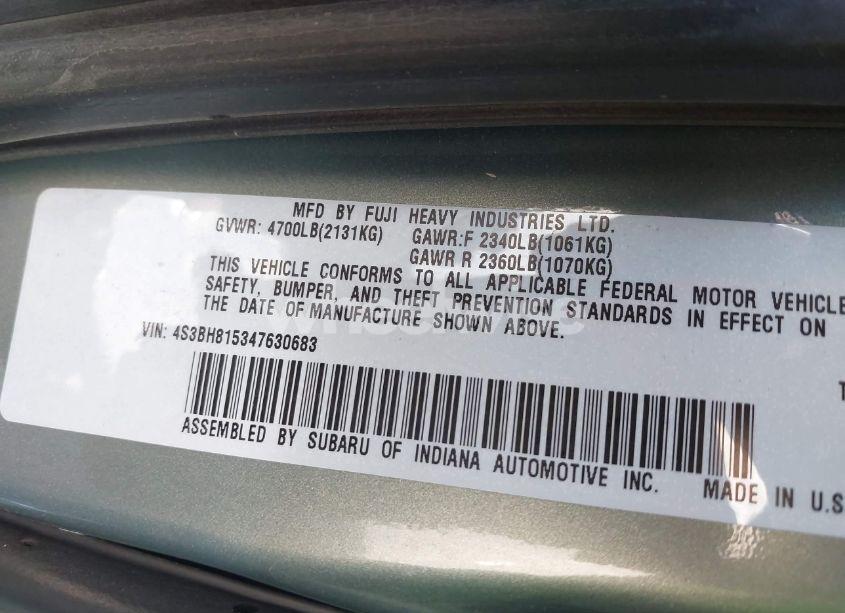 MFD BY FUJI HEAVY INDUSTRIES LTD.
GVWR: 4700LB(2131KG) GAWR:F 2340LB(1061KG)
GAWR R 2360LB(1070KG)
THIS VEHICLE CONFORMS TO ALL APPLICABLE FEDERAL MOTOR VEHICLE
SAFETY, BUMPER, AND THEFT PREVENTION STANDARDS IN EFFECT ON
THE DATE OF MANUFACTURE SHOWN ABOVE.
VIN: 4S3BH815347630683
ASSEMBLED BY SUBARU OF INDIANA AUTOMOTIVE INC. MADE IN U.S